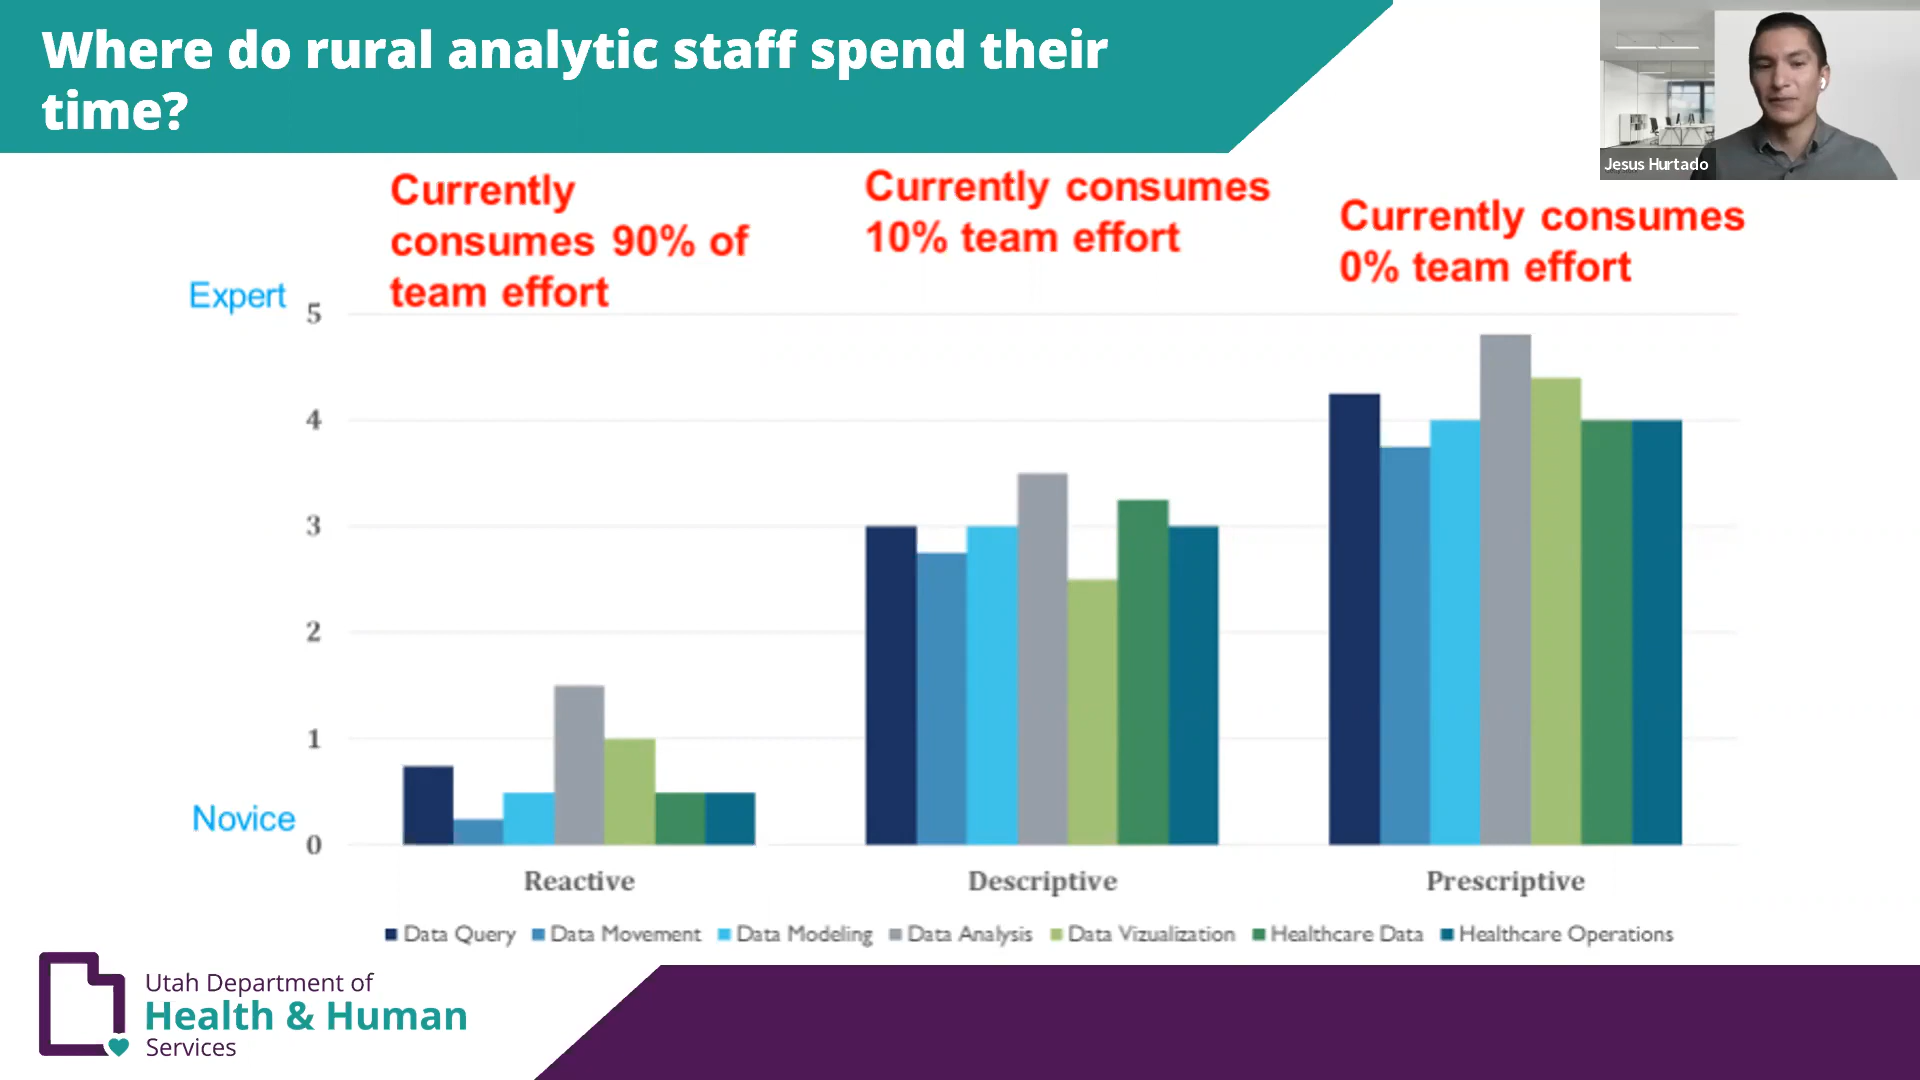 Where do rural analytic staff spend their
time?
Jesus Hurtado
Currently
consumes 90% of
team effort
Currently consumes
10% team effort
Currently consumes
0% team effort
Expert
5
4
3
2
1
Novice
0
Reactive
Descriptive
Prescriptive
Data Query
Data Movement
Data Modeling
Data Analysis
Data Vizualization
Healthcare Data
Healthcare Operations
Utah Department of
Health & Human
Services